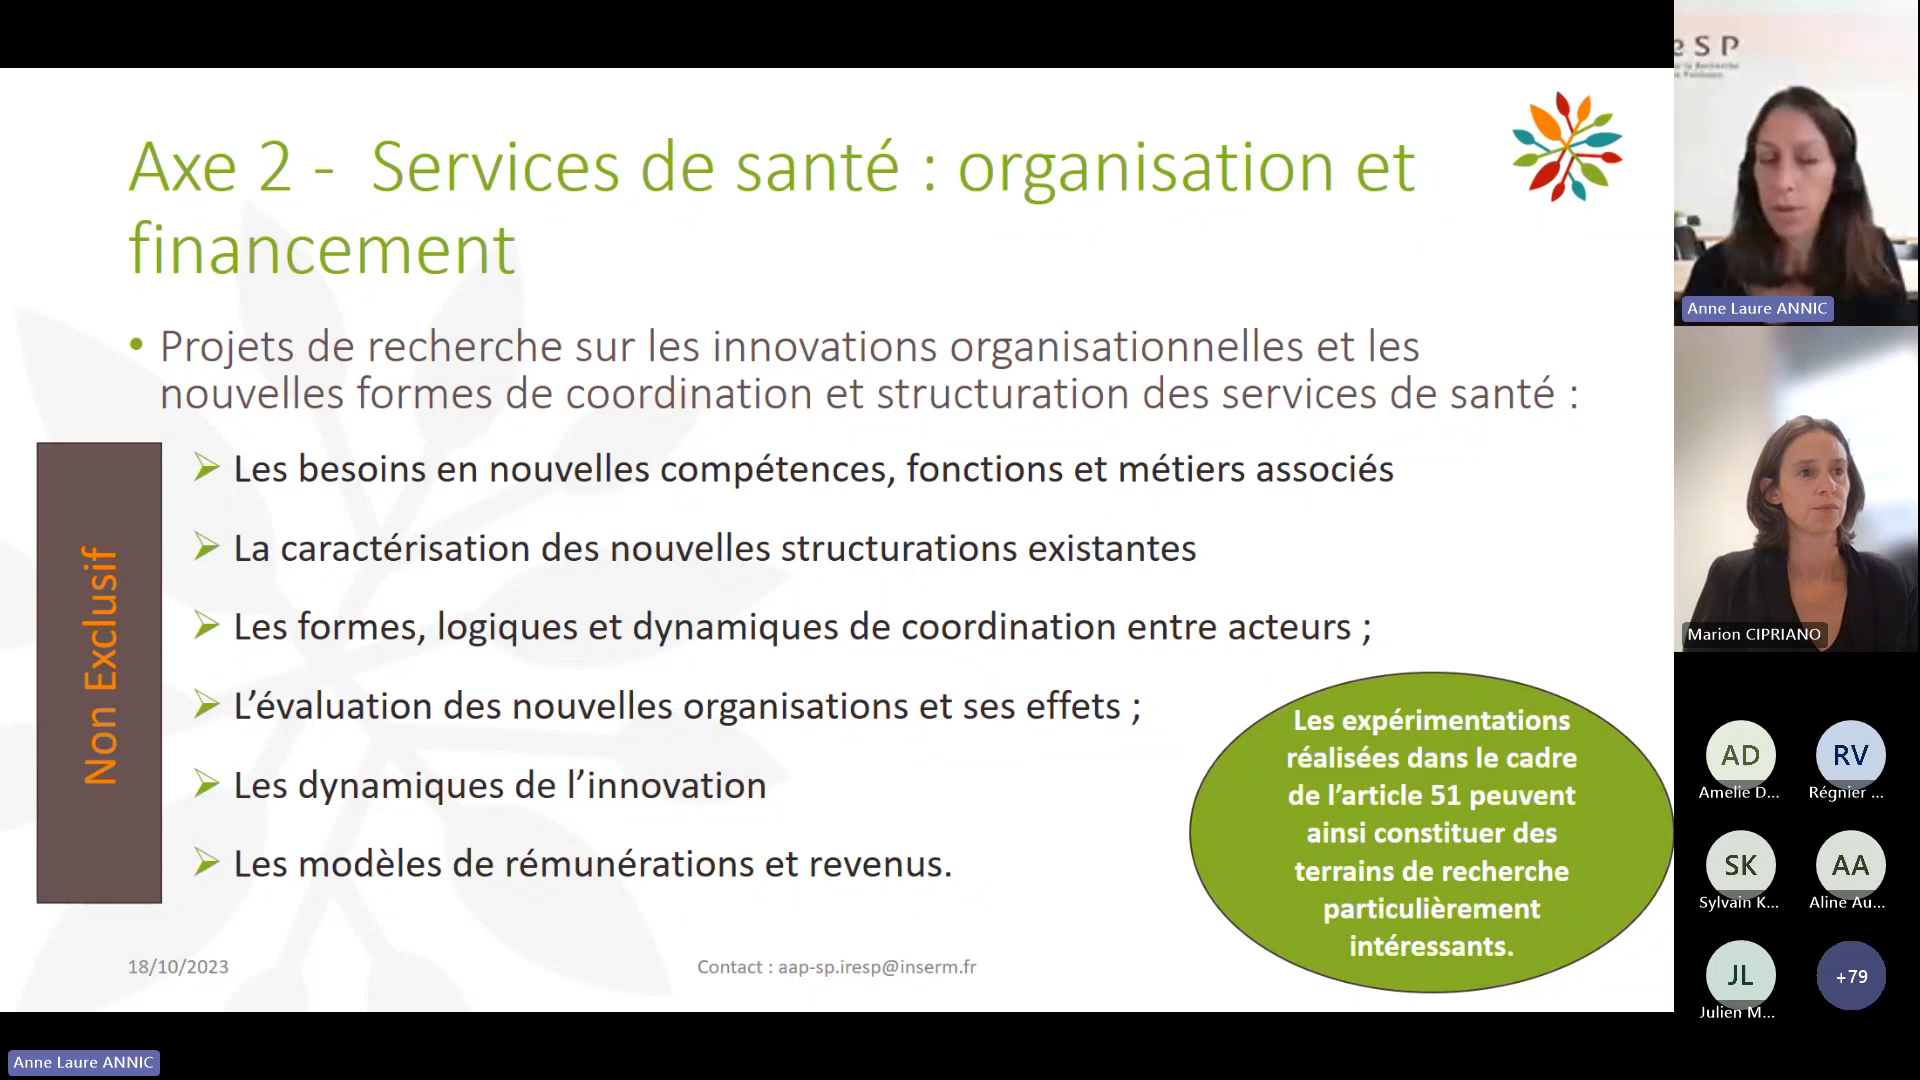 Axe 2 - Services de santé : organisation et
financement
• Projets de recherche sur les innovations organisationnelles et les
nouvelles formes de coordination et structuration des services de santé :
Non Exclusif
Les besoins en nouvelles compétences, fonctions et métiers associés
La caractérisation des nouvelles structurations existantes
Les formes, logiques et dynamiques de coordination entre acteurs ;
L’évaluation des nouvelles organisations et ses effets ;
Les dynamiques de l’innovation
Les modèles de rémunérations et revenus.
Les expérimentations
réalisées dans le cadre
de l’article 51 peuvent
ainsi constituer des
terrains de recherche
particulièrement
intéressants.
18/10/2023
Contact : aap-sp.iresp@inserm.fr
Anne Laure ANNIC
e S P
Anne Laure ANNIC
Marion CIPRIANO
AD
RV
Amelie D...
Régnier ...
SK
AA
Sylvain K...
Aline Au...
JL
+79
Julien M...